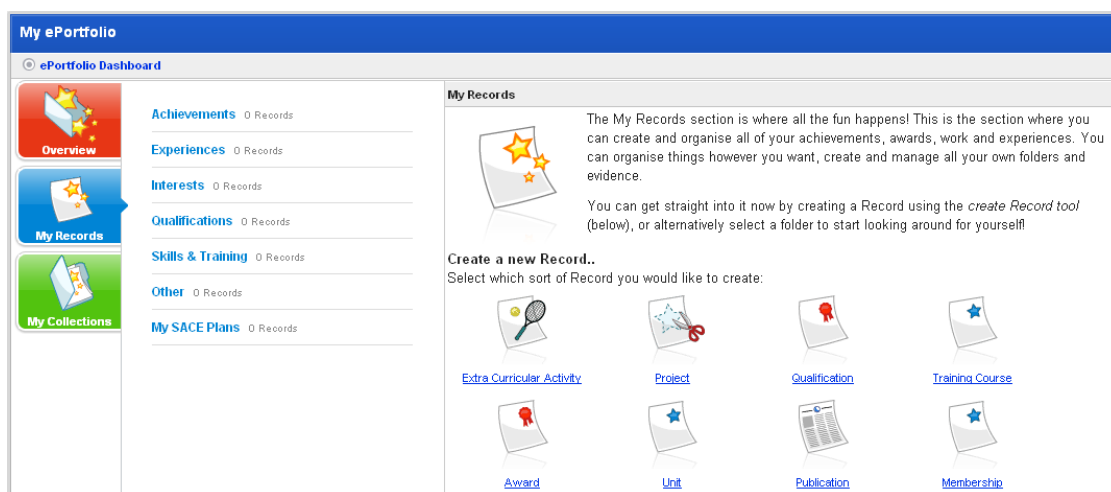 My ePortfolio
ePortfolio Dashboard
Overview
My Records
My Collections
Achievements 0 Records
Experiences 0 Records
Interests 0 Records
Qualifications 0 Records
Skills & Training 0 Records
Other 0 Records
My SACE Plans 0 Records
My Records
The My Records section is where all the fun happens! This is the section where you
can create and organise all of your achievements, awards, work and experiences. You
can organise things however you want, create and manage all your own folders and
evidence.
You can get straight into it now by creating a Record using the create Record tool
(below), or alternatively select a folder to start looking around for yourself!
Create a new Record..
Select which sort of Record you would like to create:
Extra Curricular Activity Project Qualification Training Course
Award Unit Publication Membership